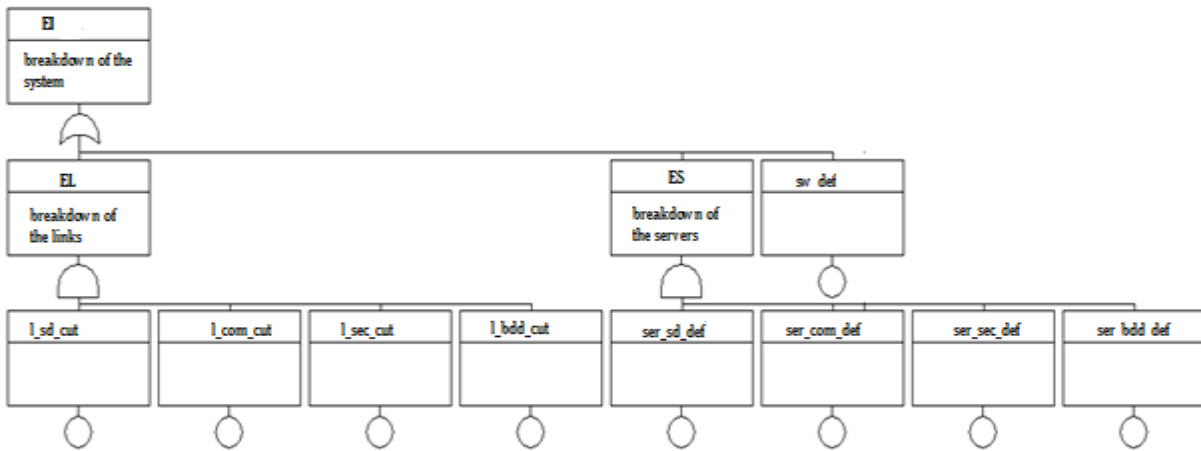 EI
breakdown of the
system
EL
breakdown of
the links
ES
breakdown of
the servers
sw def
l_sd_cut
l_com_cut
l_sec_cut
l_bdd_cut
ser_sd_def
ser_com_def
ser_sec_def
ser bdd def